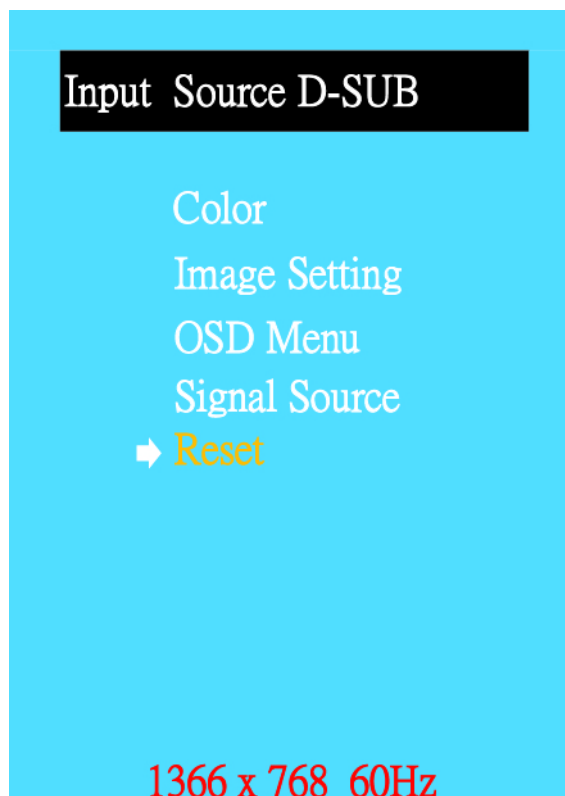 Input Source D-SUB
Color
Image Setting
OSD Menu
Signal Source
Reset
1366 x 768 60Hz